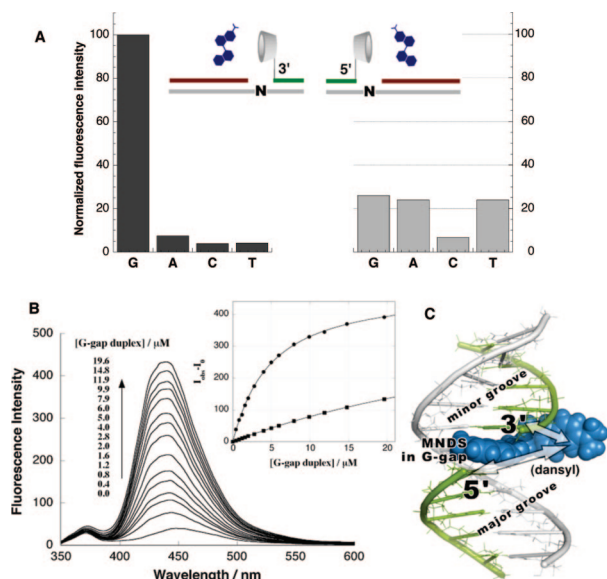 A
Normalized fluorescence intensity
100
80
60
40
20
0
G A C T
3'
N
5'
N
100
80
60
40
20
0
G A C T
B
500
400
300
200
100
0
Fluorescence Intensity
[G-gap duplex] / μM
19.6
14.8
11.9
9.9
7.9
6.0
5.0
4.0
2.8
2.0
1.6
1.2
0.8
0.4
0.0
350 400 450 500 550 600
Wavelength / nm
400
300
200
100
0
I obs - I 0
0 5 10 15 20
[G-gap duplex] / μM
C
minor groove
3'
MNDS
in G-gap
(dansyl)
5'
major groove